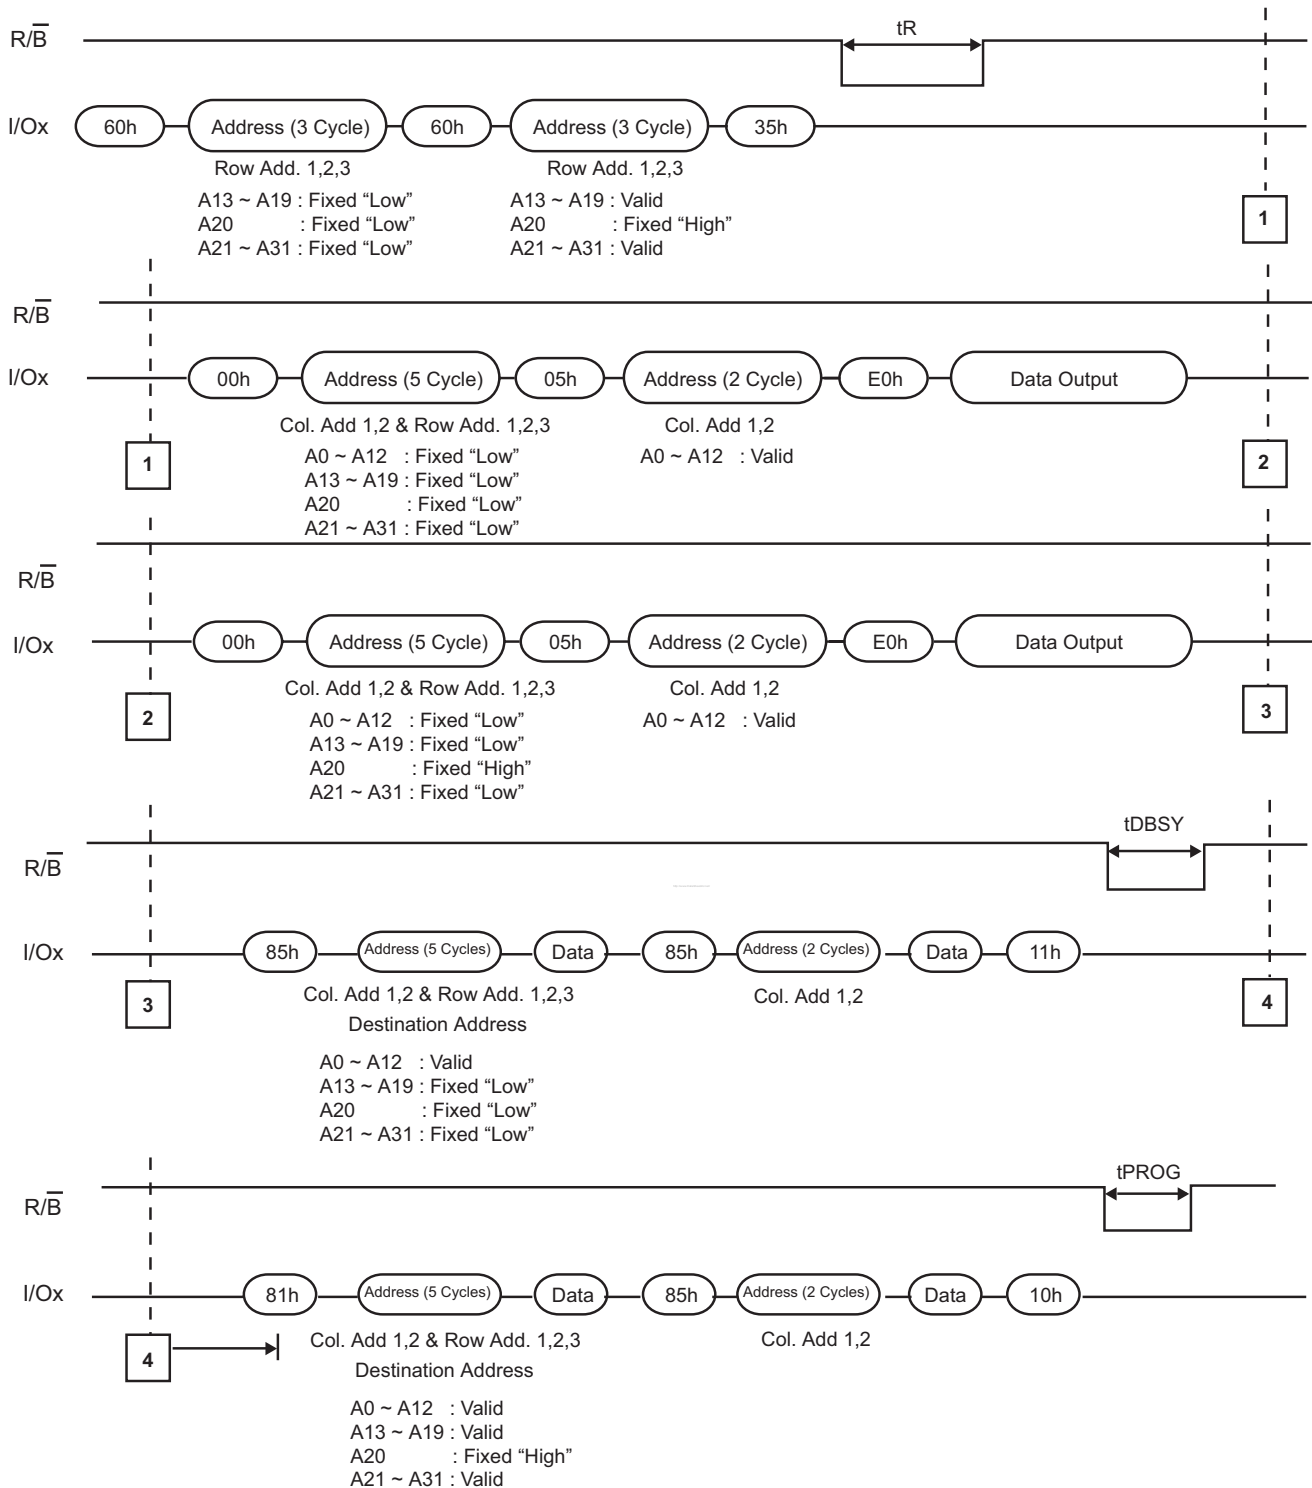 tR
R/B
I/Ox 60h Address (3 Cycle) 60h Address (3 Cycle) 35h
Row Add. 1,2,3 Row Add. 1,2,3
A13 ~ A19 : Fixed “Low” A13 ~ A19 : Valid
A20 : Fixed “Low” A20 : Fixed “High”
A21 ~ A31 : Fixed “Low” A21 ~ A31 : Valid
1
R/B
I/Ox 00h Address (5 Cycle) 05h Address (2 Cycle) E0h Data Output
Col. Add 1,2 & Row Add. 1,2,3 Col. Add 1,2
1 A0 ~ A12 : Fixed “Low” A0 ~ A12 : Valid 2
A13 ~ A19 : Fixed “Low”
A20 : Fixed “Low”
A21 ~ A31 : Fixed “Low”
R/B
I/Ox 00h Address (5 Cycle) 05h Address (2 Cycle) E0h Data Output
Col. Add 1,2 & Row Add. 1,2,3 Col. Add 1,2
2 A0 ~ A12 : Fixed “Low” A0 ~ A12 : Valid 3
A13 ~ A19 : Fixed “Low”
A20 : Fixed “High”
A21 ~ A31 : Fixed “Low”
tDBSY
R/B
I/Ox 85h Address (5 Cycles) Data 85h Address (2 Cycles) Data 11h
3 Col. Add 1,2 & Row Add. 1,2,3 Col. Add 1,2 4
Destination Address
A0 ~ A12 : Valid
A13 ~ A19 : Fixed “Low”
A20 : Fixed “Low”
A21 ~ A31 : Fixed “Low”
tPROG
R/B
I/Ox 81h Address (5 Cycles) Data 85h Address (2 Cycles) Data 10h
4 Col. Add 1,2 & Row Add. 1,2,3 Col. Add 1,2
Destination Address
A0 ~ A12 : Valid
A13 ~ A19 : Valid
A20 : Fixed “High”
A21 ~ A31 : Valid